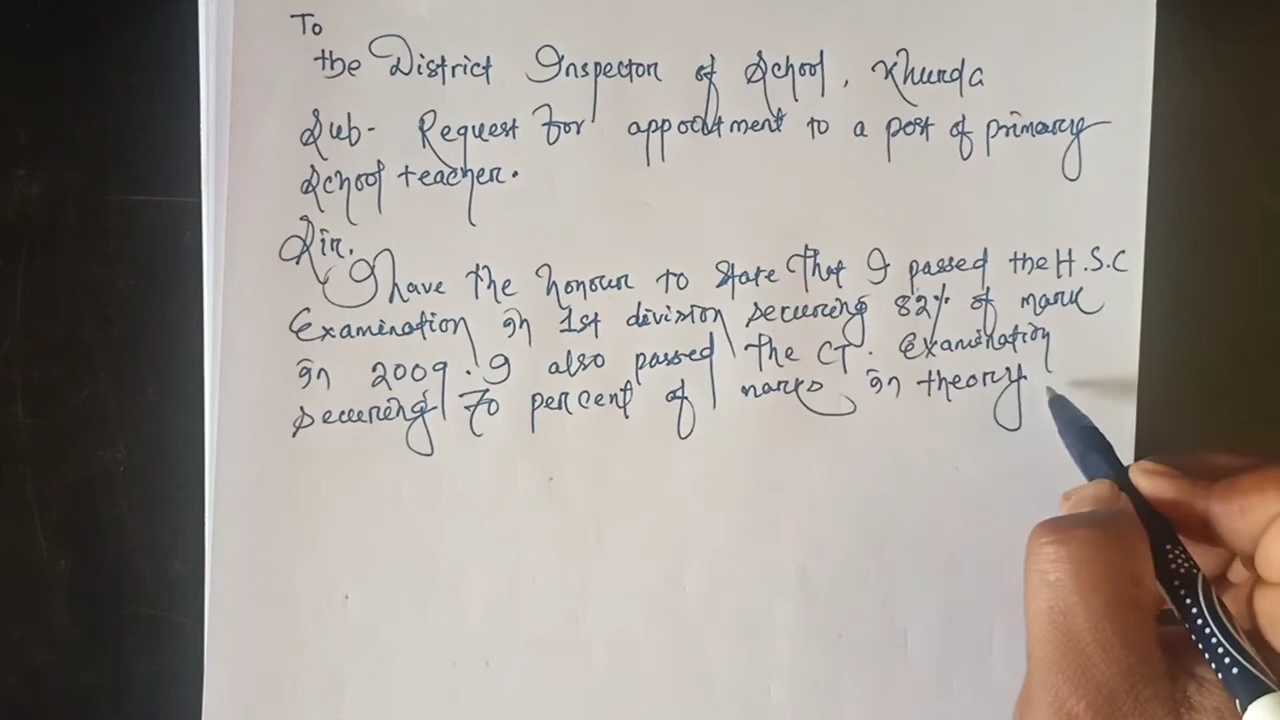 To
the District Inspector of School, Khurda
Sub- Request for appointment to a post of primary
School teacher.
Sir.
I have the honour to state that I passed the H.S.C
Examination in 1st division securing 82% of mark
in 2009. I also passed the CT. Examination
securing 70 percent of marks in theory